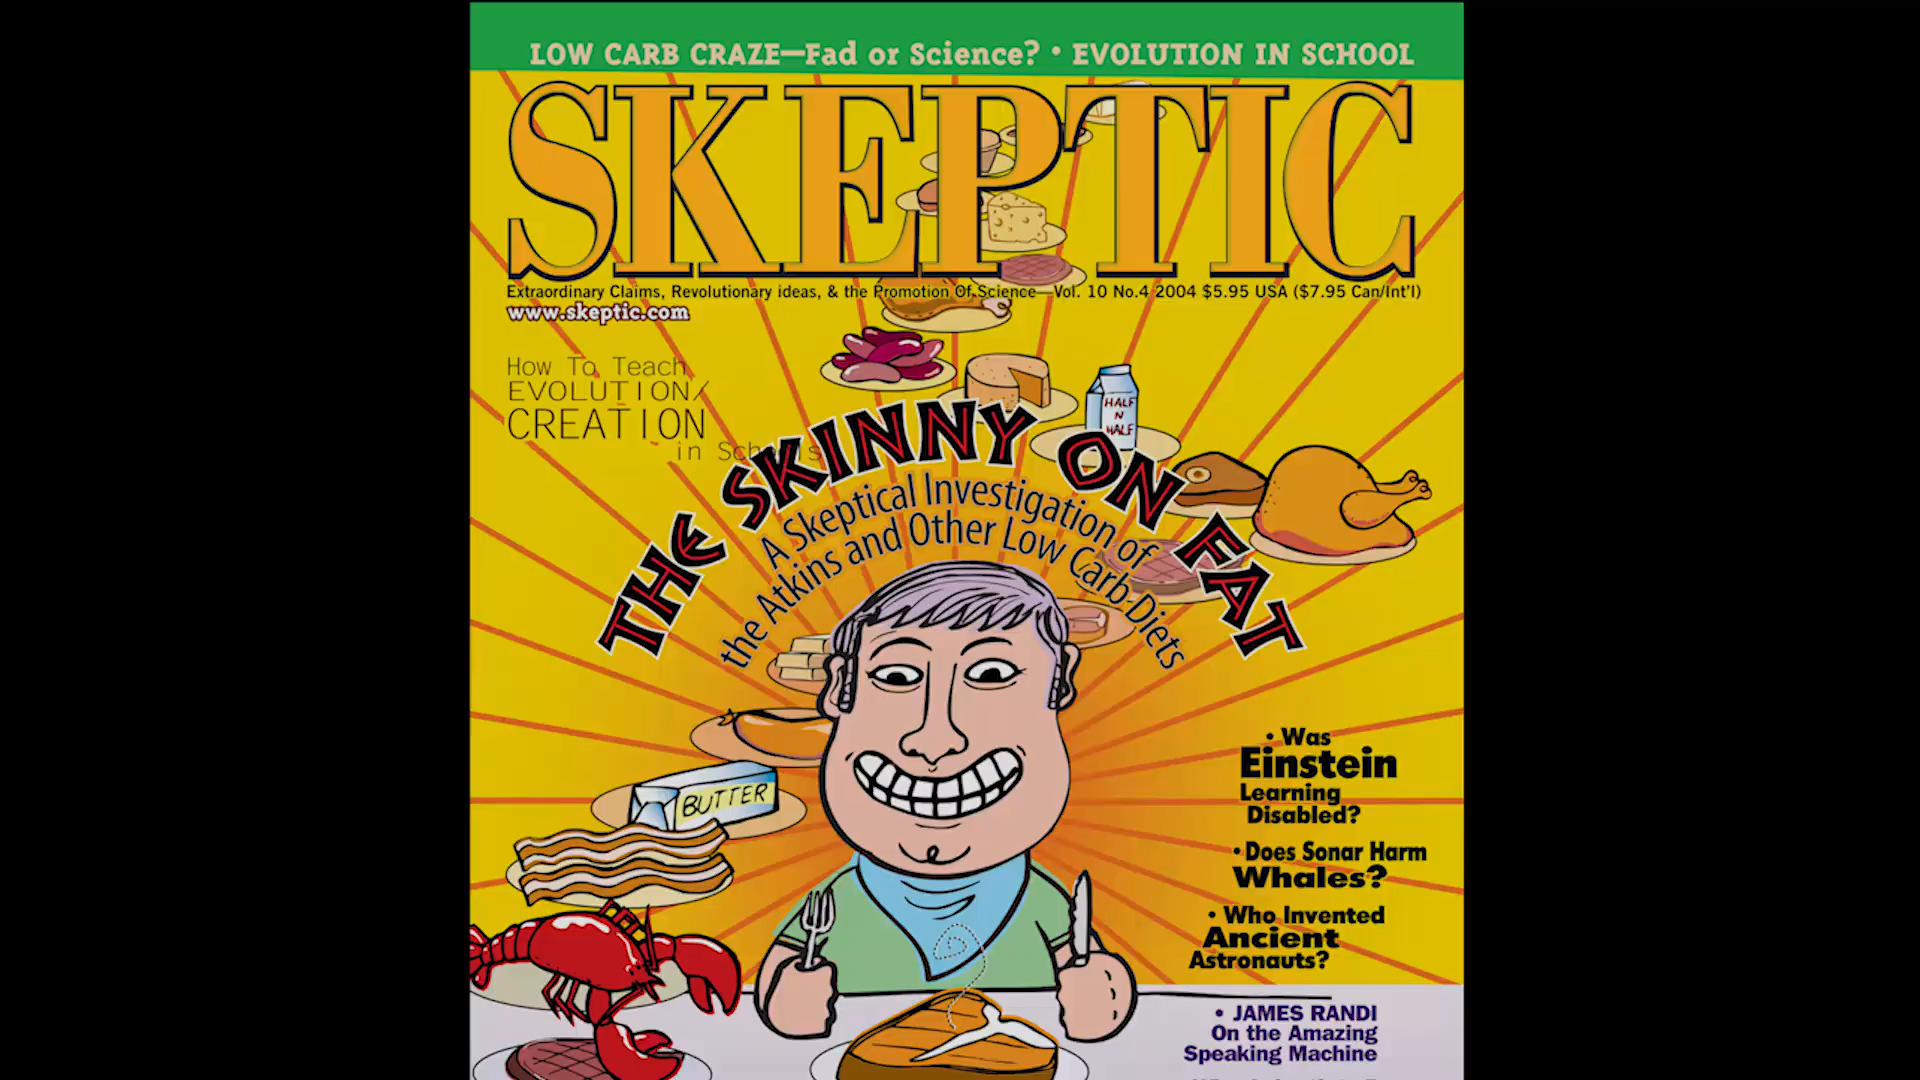 LOW CARB CRAZE—Fad or Science? • EVOLUTION IN SCHOOL
SKEPTIC
Extraordinary Claims, Revolutionary ideas, & the Promotion Of Science—Vol. 10 No.4 2004 $5.95 USA ($7.95 Can/Int'l)
www.skeptic.com
How To Teach
EVOLUTION/
CREATION
in Schools
HALF
N
HALF
THE SKINNY ON FAT
A Skeptical Investigation of
the Atkins and Other Low Carb Diets
BUTTER
• Was
Einstein
Learning
Disabled?
• Does Sonar Harm
Whales?
• Who Invented
Ancient
Astronauts?
• JAMES RANDI
On the Amazing
Speaking Machine